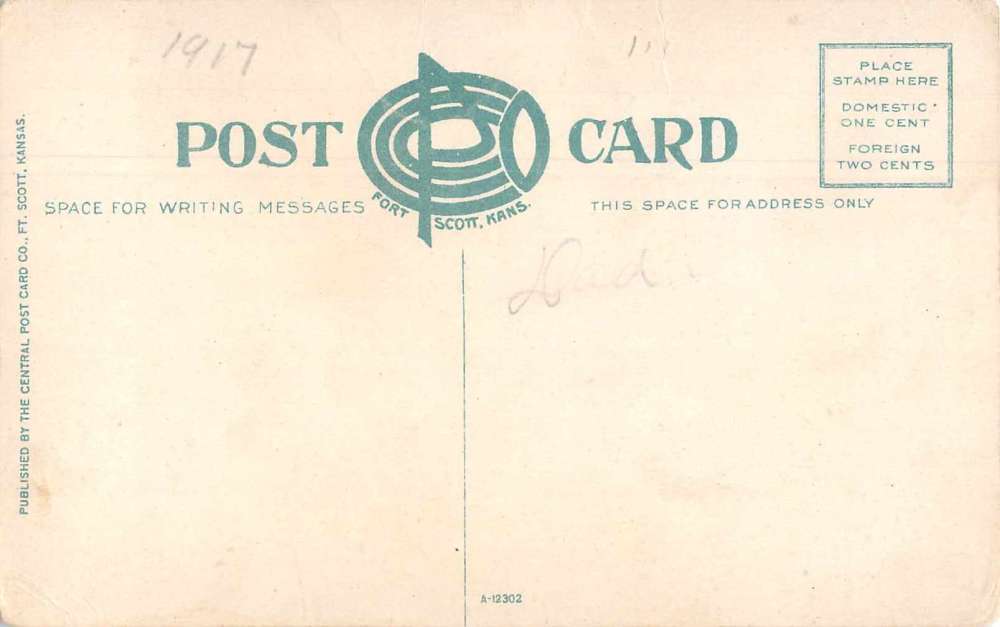 1917
PLACE
STAMP HERE
DOMESTIC
ONE CENT
FOREIGN
TWO CENTS
POST CARD
FORT SCOTT, KANS.
SPACE FOR WRITING MESSAGES
THIS SPACE FOR ADDRESS ONLY
Dad
PUBLISHED BY THE CENTRAL POST CARD CO., FT. SCOTT, KANSAS.
A-12302